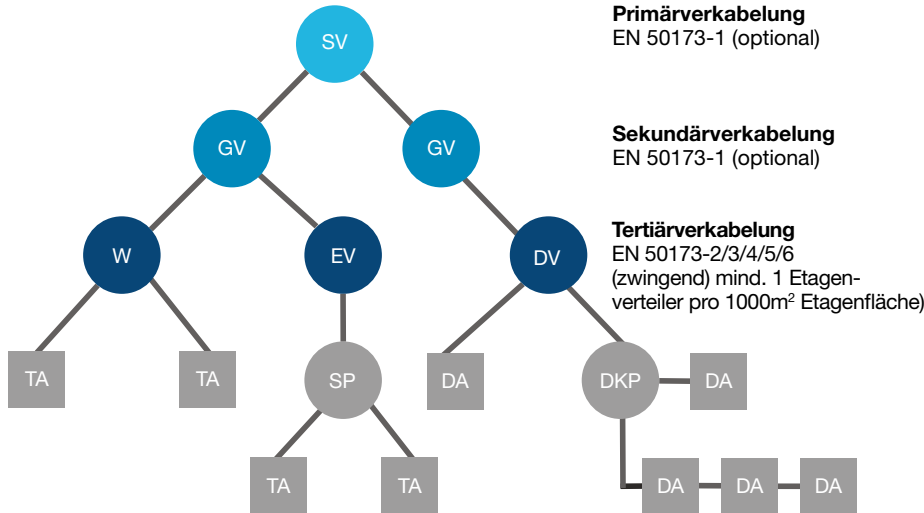 SV
Primärverkabelung
EN 50173-1 (optional)
GV
GV
Sekundärverkabelung
EN 50173-1 (optional)
W
EV
DV
Tertiärverkabelung
EN 50173-2/3/4/5/6
(zwingend) mind. 1 Etagen-
verteiler pro 1000m² Etagenfläche)
TA
TA
SP
DA
DKP
DA
TA
TA
DA
DA
DA